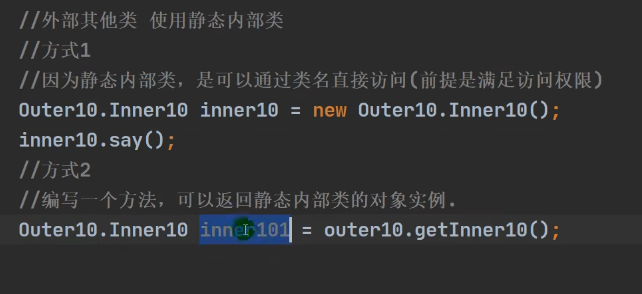 //外部其他类 使用静态内部类
//方式1
//因为静态内部类，是可以通过类名直接访问(前提是满足访问权限)
Outer10.Inner10 inner10 = new Outer10.Inner10();
inner10.say();
//方式2
//编写一个方法，可以返回静态内部类的对象实例.
Outer10.Inner10 inner101 = outer10.getInner10();